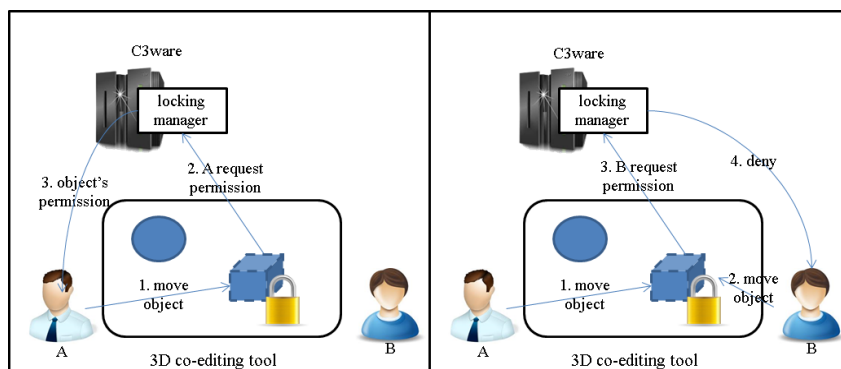 C3ware
locking
manager
2. A request
permission
3. object's
permission
1. move
object
A
B
3D co-editing tool
C3ware
locking
manager
4. deny
3. B request
permission
1. move
object
2. move
object
A
B
3D co-editing tool